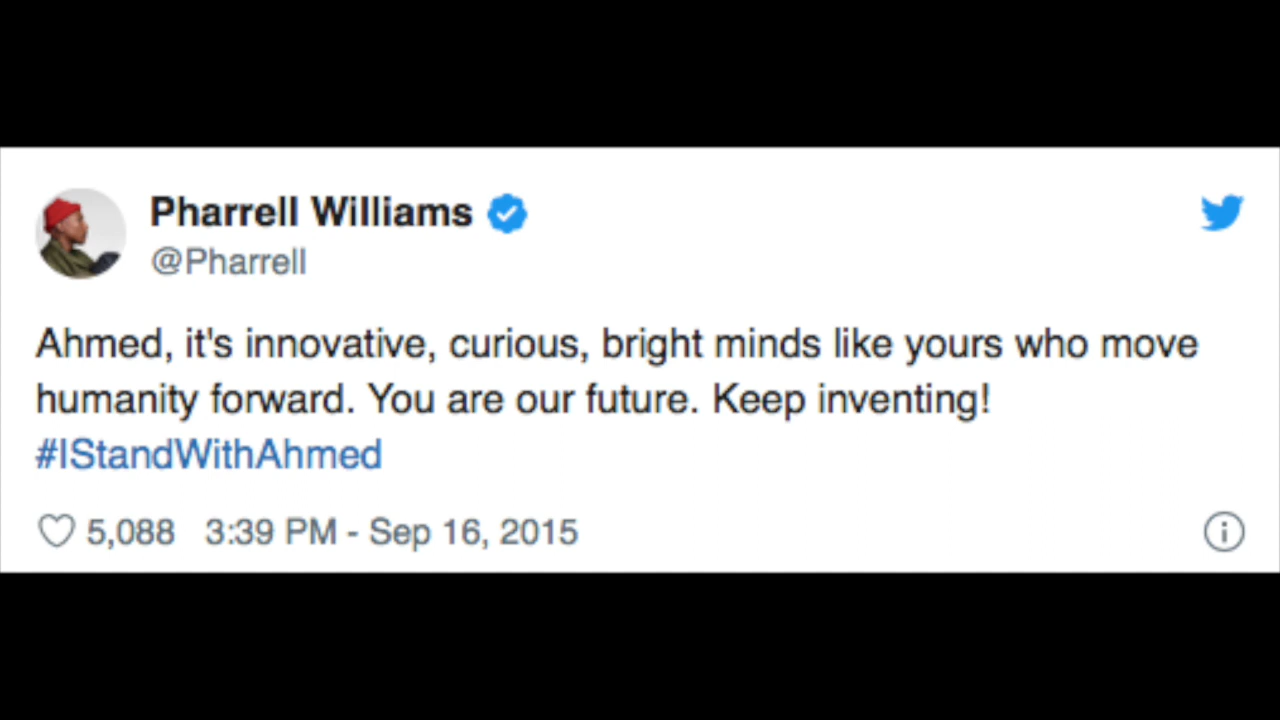 Pharrell Williams
@Pharrell
Ahmed, it's innovative, curious, bright minds like yours who move
humanity forward. You are our future. Keep inventing!
#IStandWithAhmed
5,088 3:39 PM - Sep 16, 2015